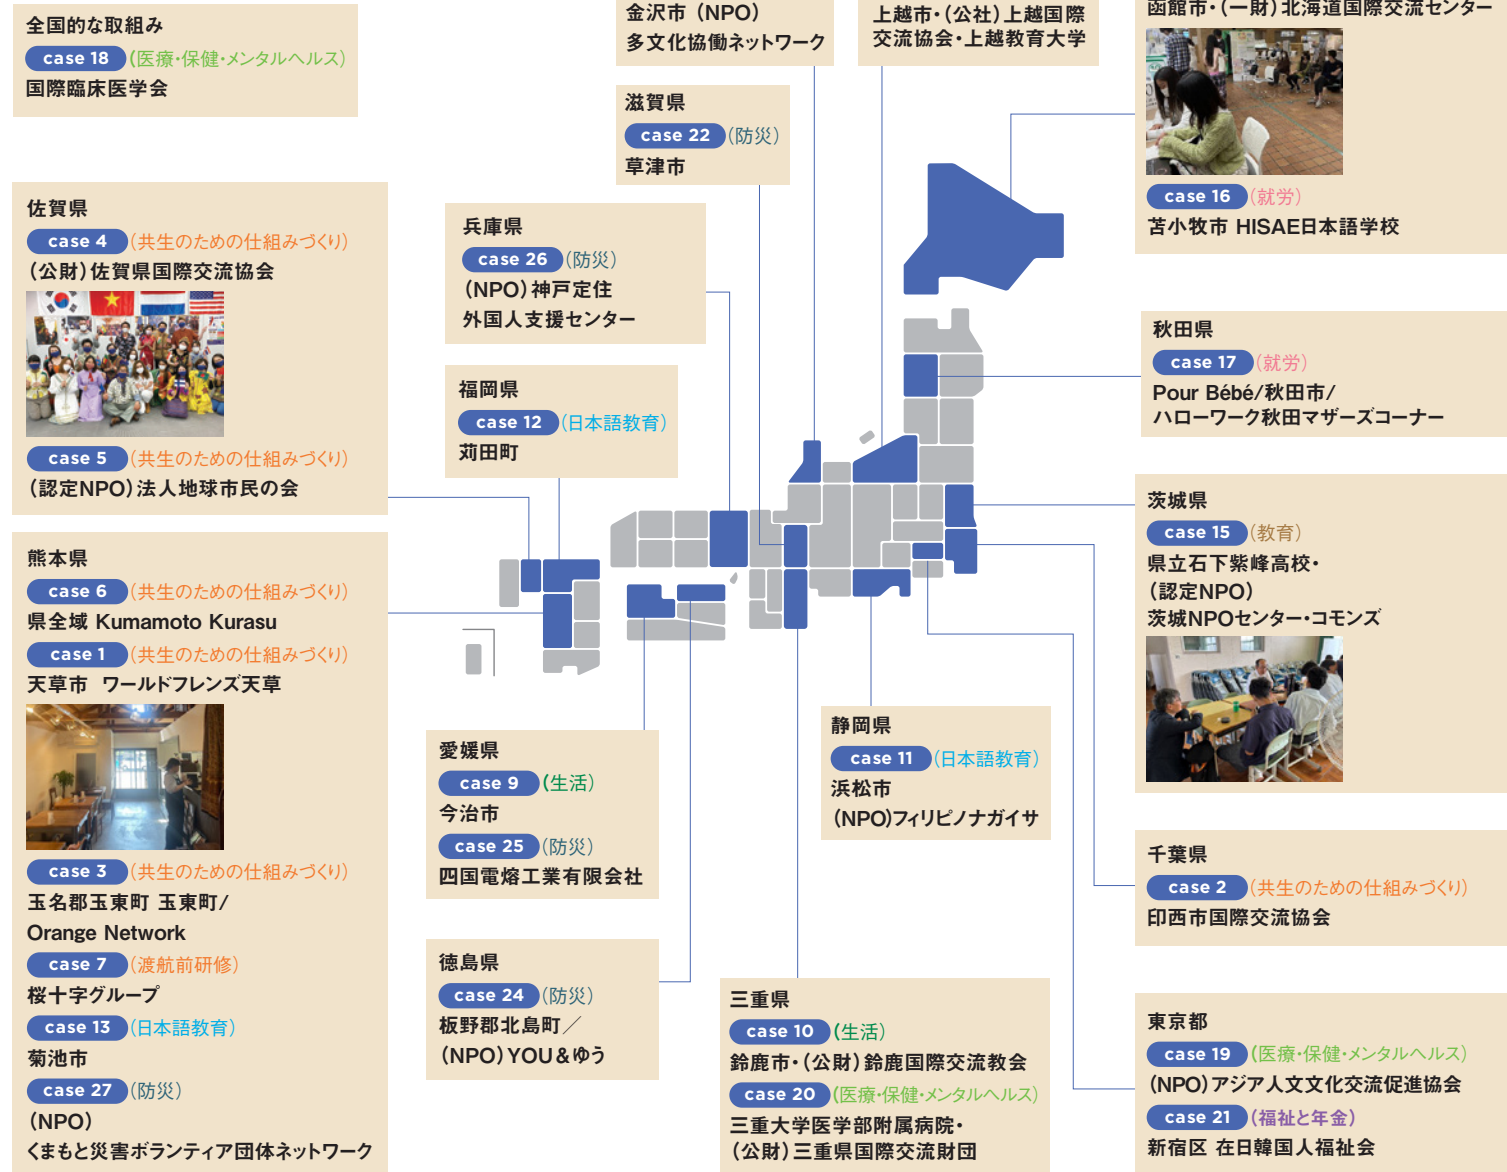 全国的な取組み
case 18 (医療・保健・メンタルヘルス)
国際臨床医学会
佐賀県
case 4 (共生のための仕組みづくり)
(公財)佐賀県国際交流協会
case 5 (共生のための仕組みづくり)
(認定NPO)法人地球市民の会
熊本県
case 6 (共生のための仕組みづくり)
県全域 Kumamoto Kurasu
case 1 (共生のための仕組みづくり)
天草市 ワールドフレンズ天草
case 3 (共生のための仕組みづくり)
玉名郡玉東町 玉東町/
Orange Network
case 7 (渡航前研修)
桜十字グループ
case 13 (日本語教育)
菊池市
case 27 (防災)
(NPO)
くまもと災害ボランティア団体ネットワーク
金沢市 (NPO)
多文化協働ネットワーク
滋賀県
case 22 (防災)
草津市
兵庫県
case 26 (防災)
(NPO)神戸定住
外国人支援センター
福岡県
case 12 (日本語教育)
苅田町
愛媛県
case 9 (生活)
今治市
case 25 (防災)
四国電熔工業有限会社
徳島県
case 24 (防災)
板野郡北島町／
(NPO)YOU&ゆう
上越市・(公社)上越国際
交流協会・上越教育大学
静岡県
case 11 (日本語教育)
浜松市
(NPO)フィリピノナガイサ
三重県
case 10 (生活)
鈴鹿市・(公財)鈴鹿国際交流教会
case 20 (医療・保健・メンタルヘルス)
三重大学医学部附属病院・
(公財)三重県国際交流財団
函館市・(一財)北海道国際交流センター
case 16 (就労)
苫小牧市 HISAE日本語学校
秋田県
case 17 (就労)
Pour Bébé/秋田市/
ハローワーク秋田マザーズコーナー
茨城県
case 15 (教育)
県立石下紫峰高校・
(認定NPO)
茨城NPOセンター・コモンズ
千葉県
case 2 (共生のための仕組みづくり)
印西市国際交流協会
東京都
case 19 (医療・保健・メンタルヘルス)
(NPO)アジア人文文化交流促進協会
case 21 (福祉と年金)
新宿区 在日韓国人福祉会